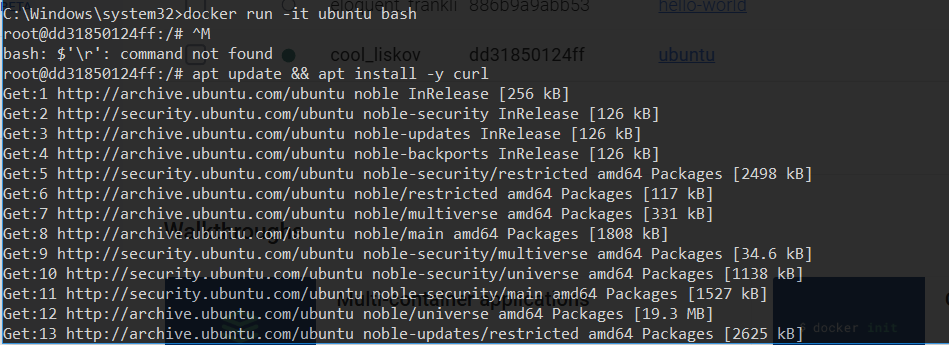 C:\Windows\system32>docker run -it ubuntu bash
eloquent_frankli 886b9a9abb53 hello-world
root@dd31850124ff:/# ^M
bash: $'\r': command not found
cool_liskov dd31850124ff ubuntu
root@dd31850124ff:/# apt update && apt install -y curl
Get:1 http://archive.ubuntu.com/ubuntu noble InRelease [256 kB]
Get:2 http://security.ubuntu.com/ubuntu noble-security InRelease [126 kB]
Get:3 http://archive.ubuntu.com/ubuntu noble-updates InRelease [126 kB]
Get:4 http://archive.ubuntu.com/ubuntu noble-backports InRelease [126 kB]
Get:5 http://security.ubuntu.com/ubuntu noble-security/restricted amd64 Packages [2498 kB]
Get:6 http://archive.ubuntu.com/ubuntu noble/restricted amd64 Packages [117 kB]
Get:7 http://archive.ubuntu.com/ubuntu noble/multiverse amd64 Packages [331 kB]
Walkthroughs
Get:8 http://archive.ubuntu.com/ubuntu noble/main amd64 Packages [1808 kB]
Get:9 http://security.ubuntu.com/ubuntu noble-security/multiverse amd64 Packages [34.6 kB]
Get:10 http://security.ubuntu.com/ubuntu noble-security/universe amd64 Packages [1138 kB]
Multi-container applications
Get:11 http://security.ubuntu.com/ubuntu noble-security/main amd64 Packages [1527 kB]
Get:12 http://archive.ubuntu.com/ubuntu noble/universe amd64 Packages [19.3 MB]
$ docker init
Get:13 http://archive.ubuntu.com/ubuntu noble-updates/restricted amd64 Packages [2625 kB]